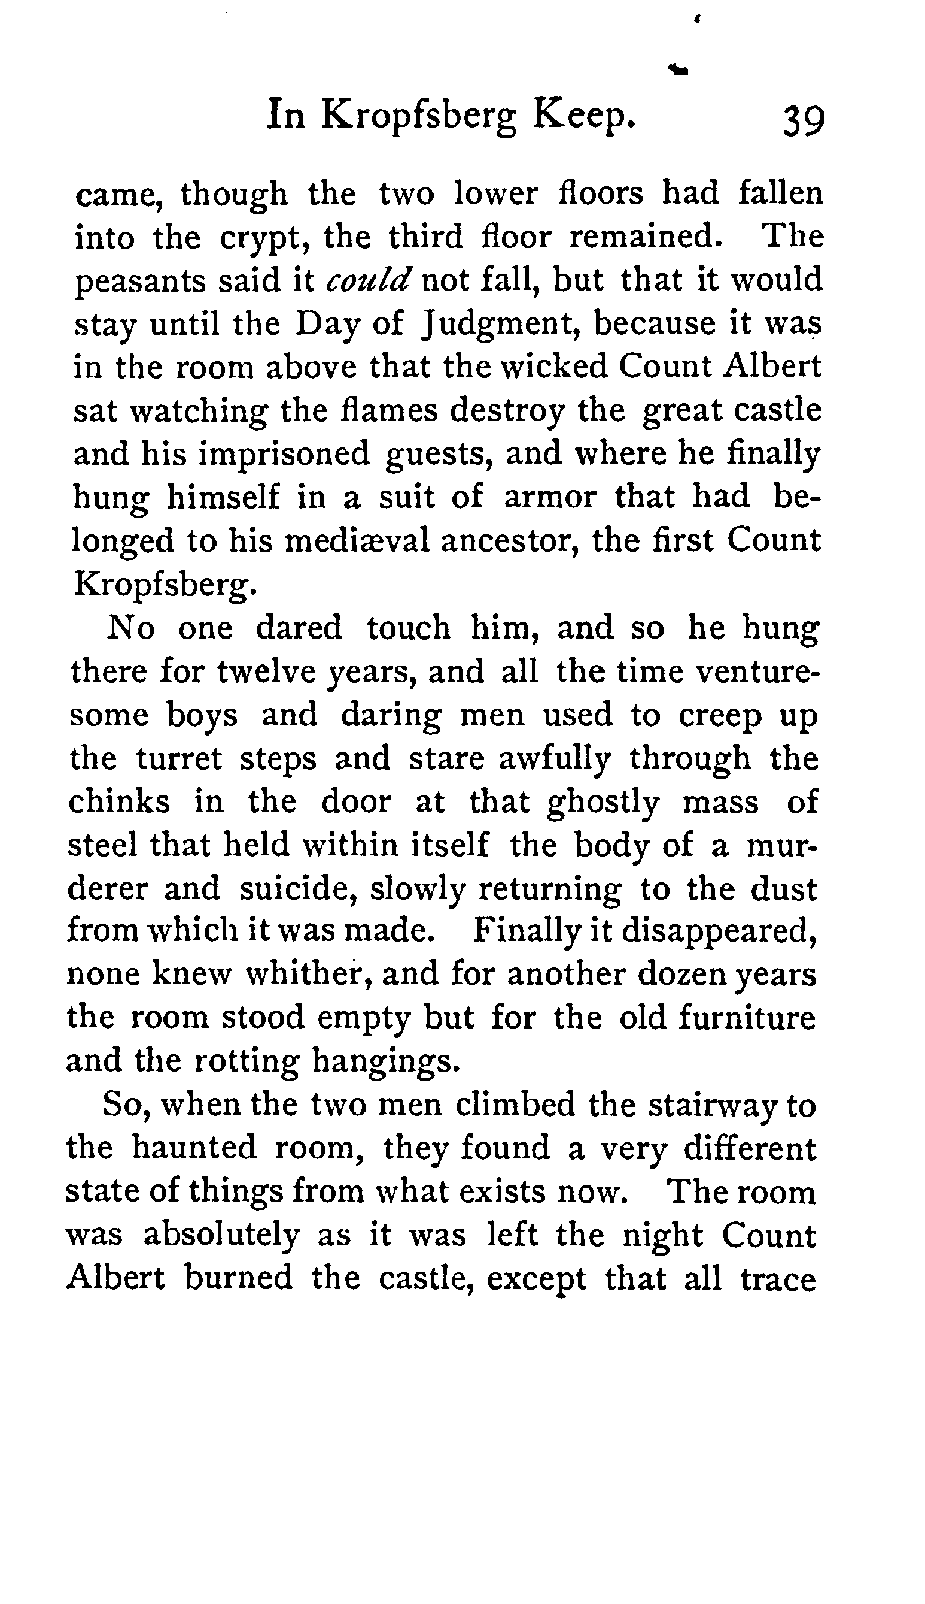 In Kropfsberg Keep. 39
came, though the two lower floors had fallen
into the crypt, the third floor remained. The
peasants said it could not fall, but that it would
stay until the Day of Judgment, because it was
in the room above that the wicked Count Albert
sat watching the flames destroy the great castle
and his imprisoned guests, and where he finally
hung himself in a suit of armor that had be-
longed to his mediæval ancestor, the first Count
Kropfsberg.
No one dared touch him, and so he hung
there for twelve years, and all the time venture-
some boys and daring men used to creep up
the turret steps and stare awfully through the
chinks in the door at that ghostly mass of
steel that held within itself the body of a mur-
derer and suicide, slowly returning to the dust
from which it was made. Finally it disappeared,
none knew whither, and for another dozen years
the room stood empty but for the old furniture
and the rotting hangings.
So, when the two men climbed the stairway to
the haunted room, they found a very different
state of things from what exists now. The room
was absolutely as it was left the night Count
Albert burned the castle, except that all trace